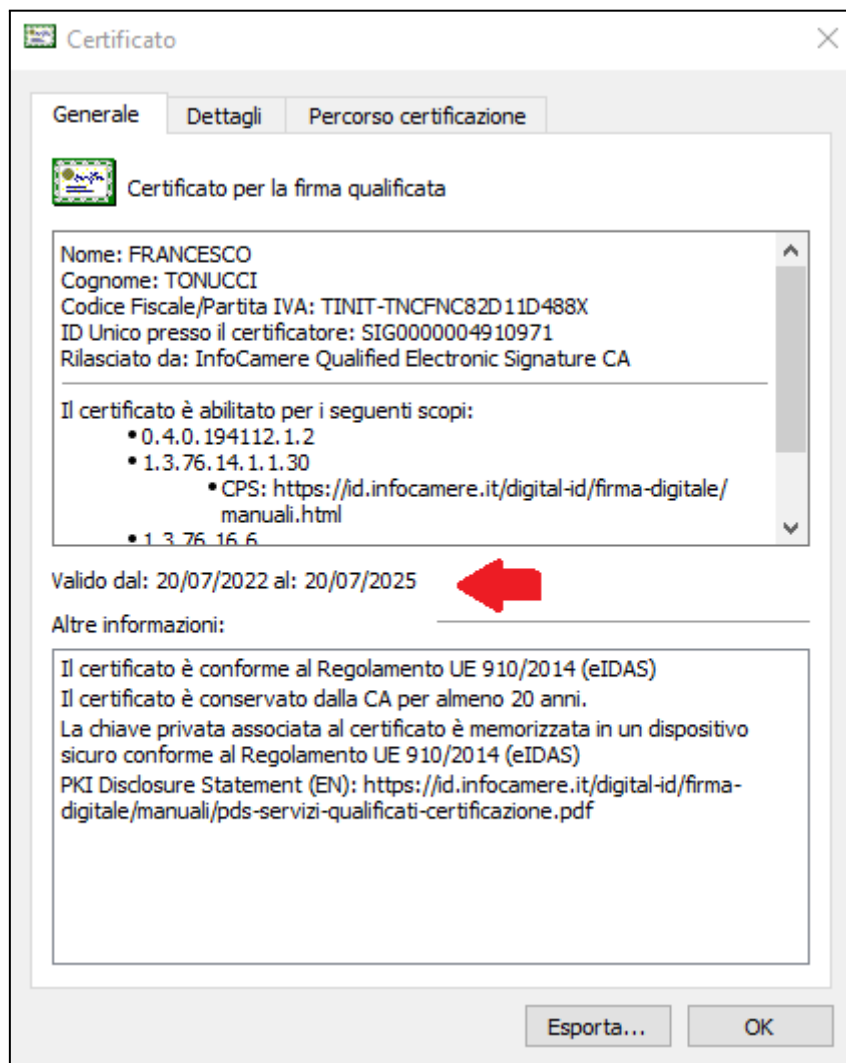 Certificato
Generale
Dettagli
Percorso certificazione
Certificato per la firma qualificata
Nome: FRANCESCO
Cognome: TONUCCI
Codice Fiscale/Partita IVA: TINIT-TNCFNC82D11D488X
ID Unico presso il certificatore: SIG0000004910971
Rilasciato da: InfoCamere Qualified Electronic Signature CA
Il certificato è abilitato per i seguenti scopi:
• 0.4.0.194112.1.2
• 1.3.76.14.1.1.30
• CPS: https://id.infocamere.it/digital-id/firma-digitale/
manuali.html
• 1.3.76.16.6
Valido dal: 20/07/2022 al: 20/07/2025
Altre informazioni:
Il certificato è conforme al Regolamento UE 910/2014 (eIDAS)
Il certificato è conservato dalla CA per almeno 20 anni.
La chiave privata associata al certificato è memorizzata in un dispositivo
sicuro conforme al Regolamento UE 910/2014 (eIDAS)
PKI Disclosure Statement (EN): https://id.infocamere.it/digital-id/firma-
digitale/manuali/pds-servizi-qualificati-certificazione.pdf
Esporta...
OK